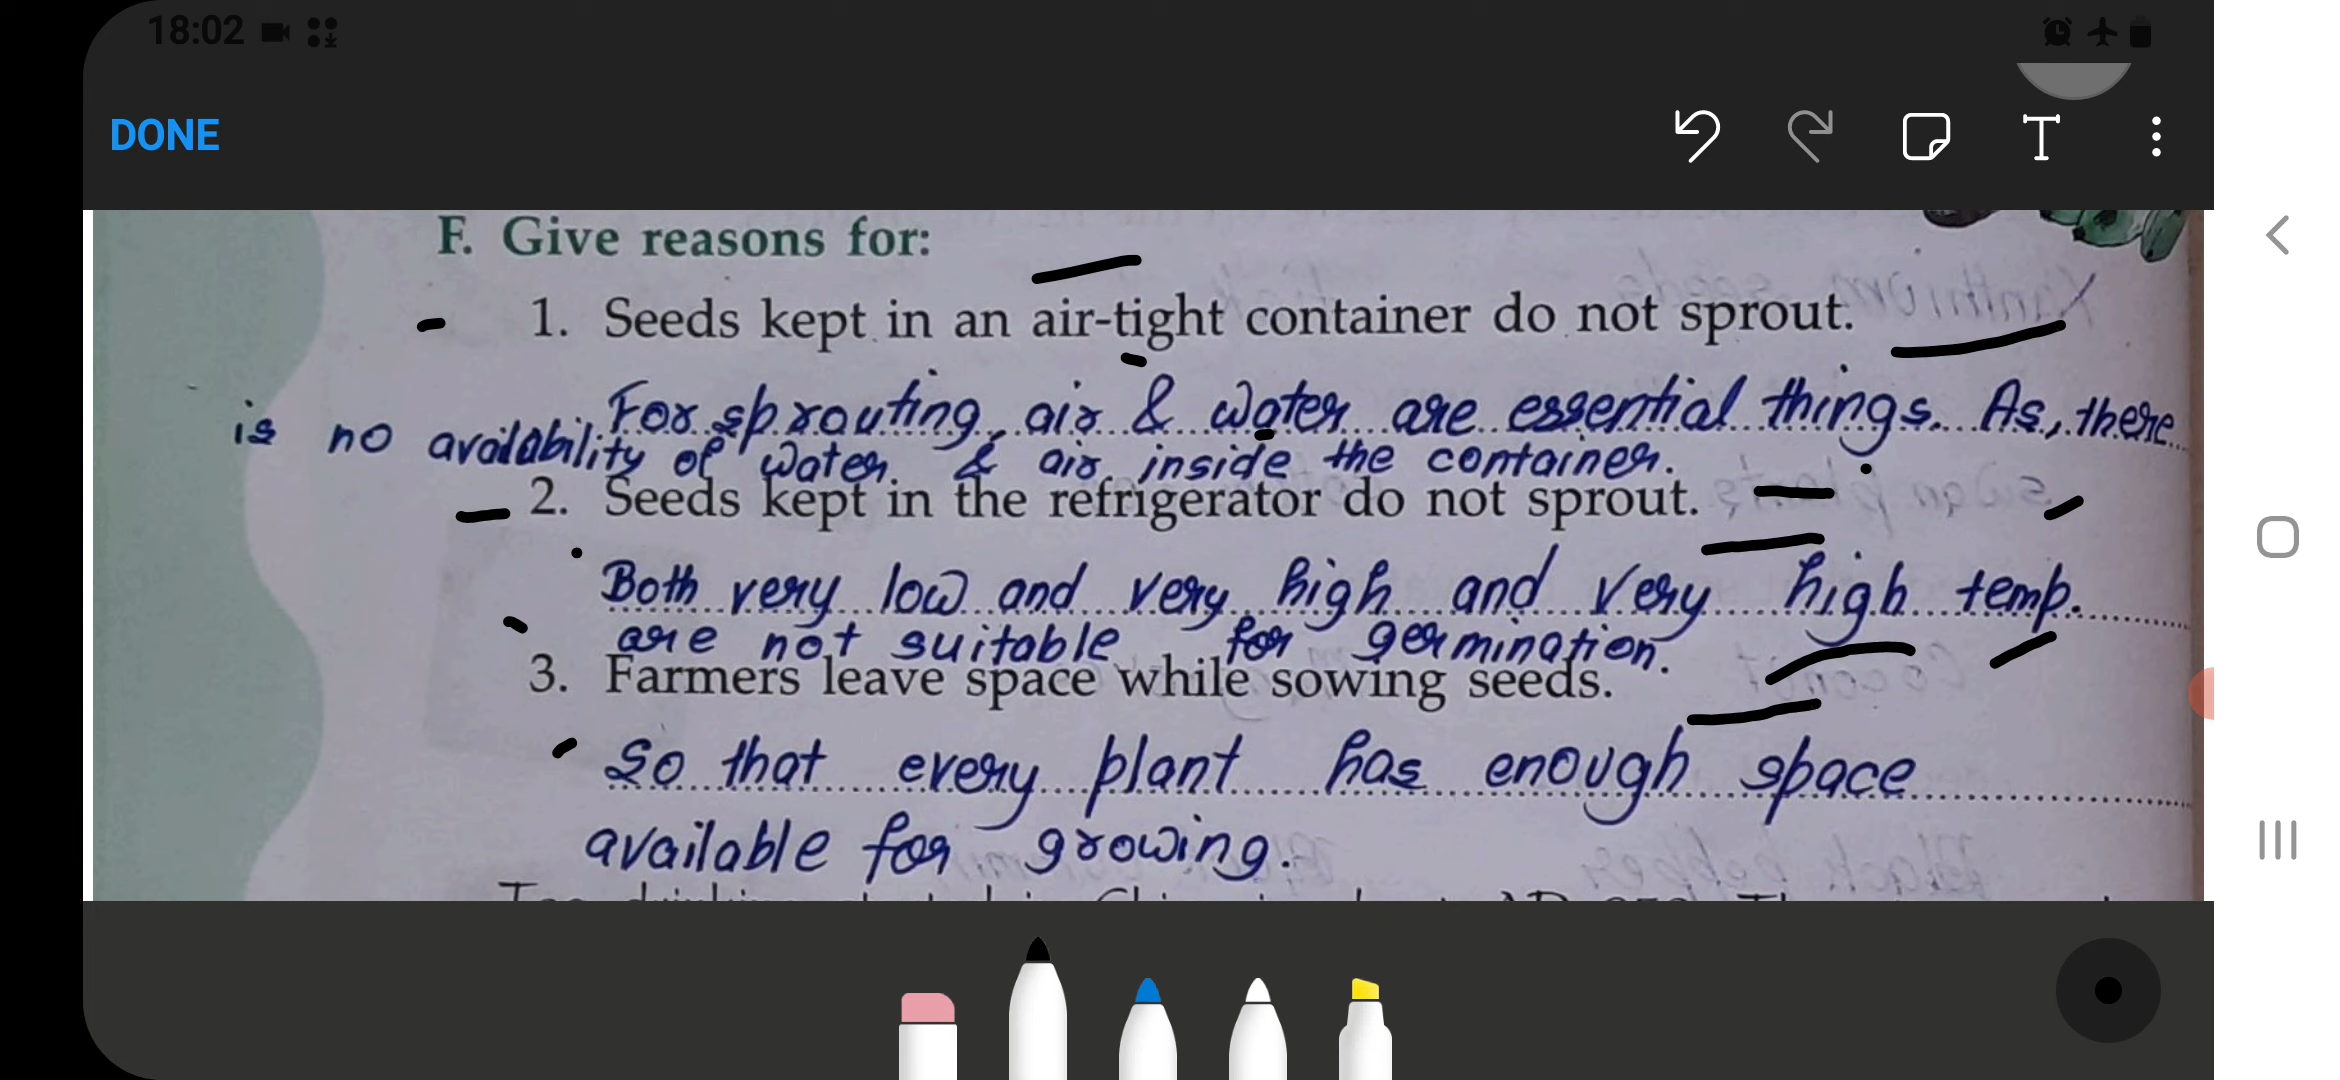 18:02
DONE
F. Give reasons for:
1. Seeds kept in an air-tight container do not sprout.
For sprouting, air & water are essential things. As, there
is no availability of water & air inside the container.
2. Seeds kept in the refrigerator do not sprout.
Both very low and very high and very high temp.
are not suitable for germination.
3. Farmers leave space while sowing seeds.
So that every plant has enough space
available for growing.